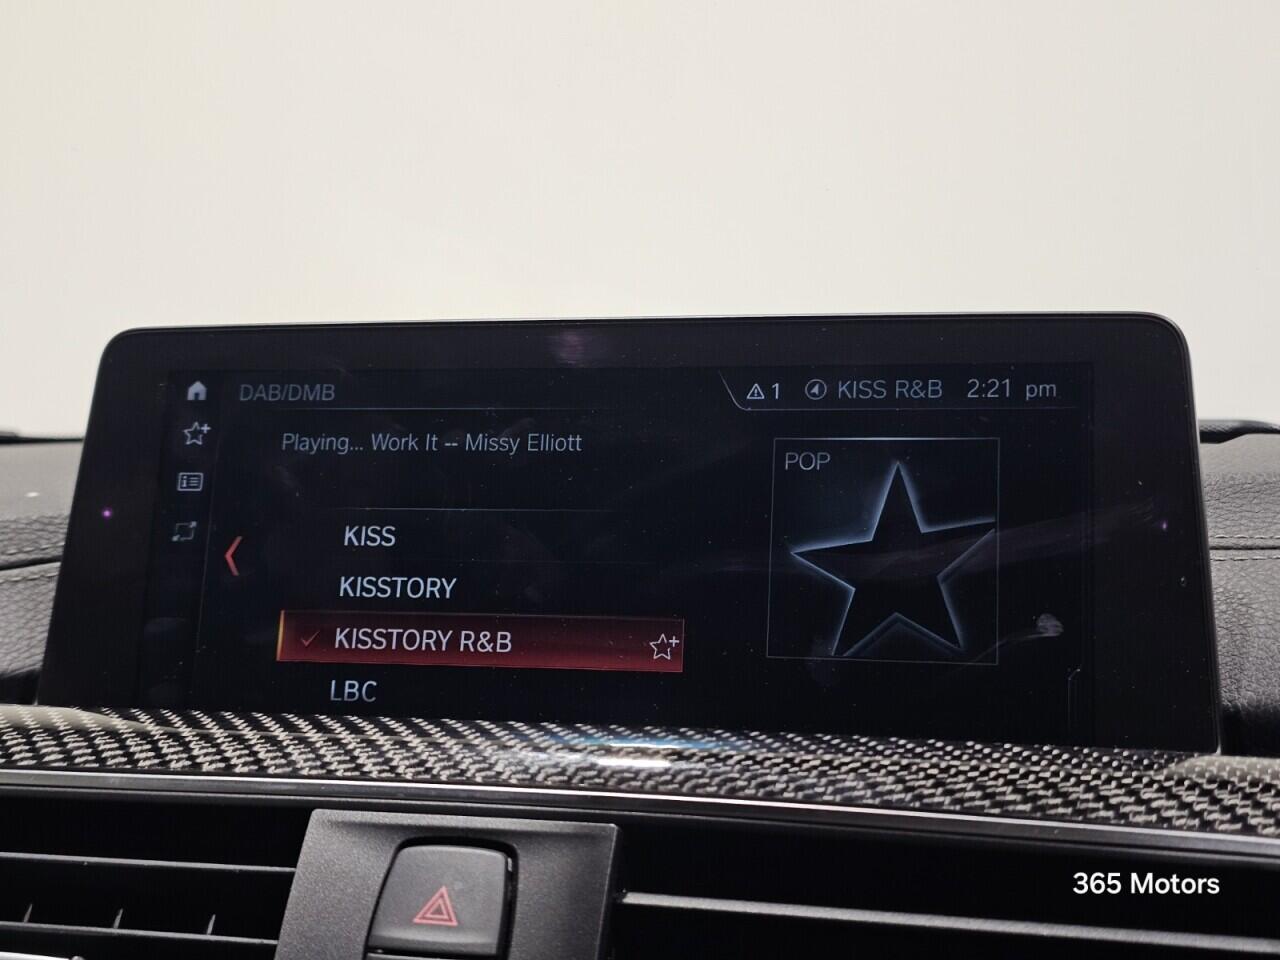 DAB/DMB
1 KISS R&B 2:21 pm
Playing... Work It -- Missy Elliott
POP
KISS
KISSTORY
KISSTORY R&B
LBC
365 Motors